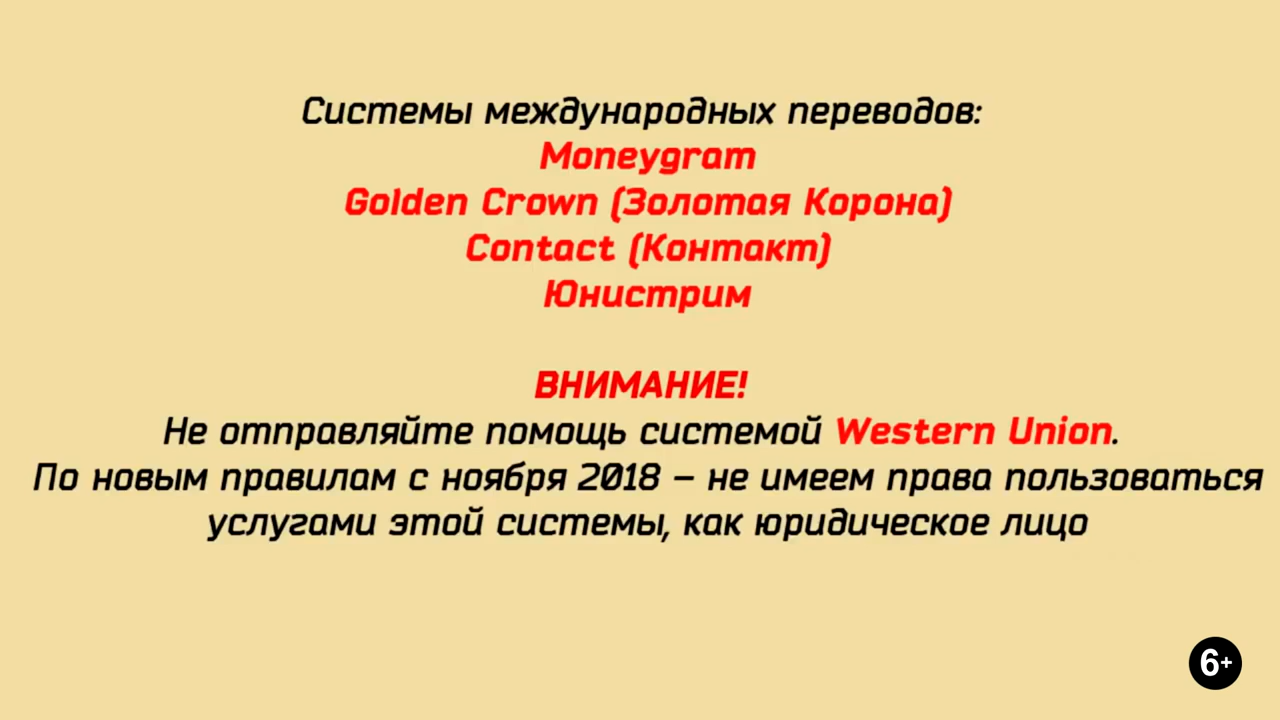 Системы международных переводов:
Moneygram
Golden Crown (Золотая Корона)
Contact (Контакт)
Юнистрим
ВНИМАНИЕ!
Не отправляйте помощь системой Western Union.
По новым правилам с ноября 2018 – не имеем права пользоваться
услугами этой системы, как юридическое лицо
6+